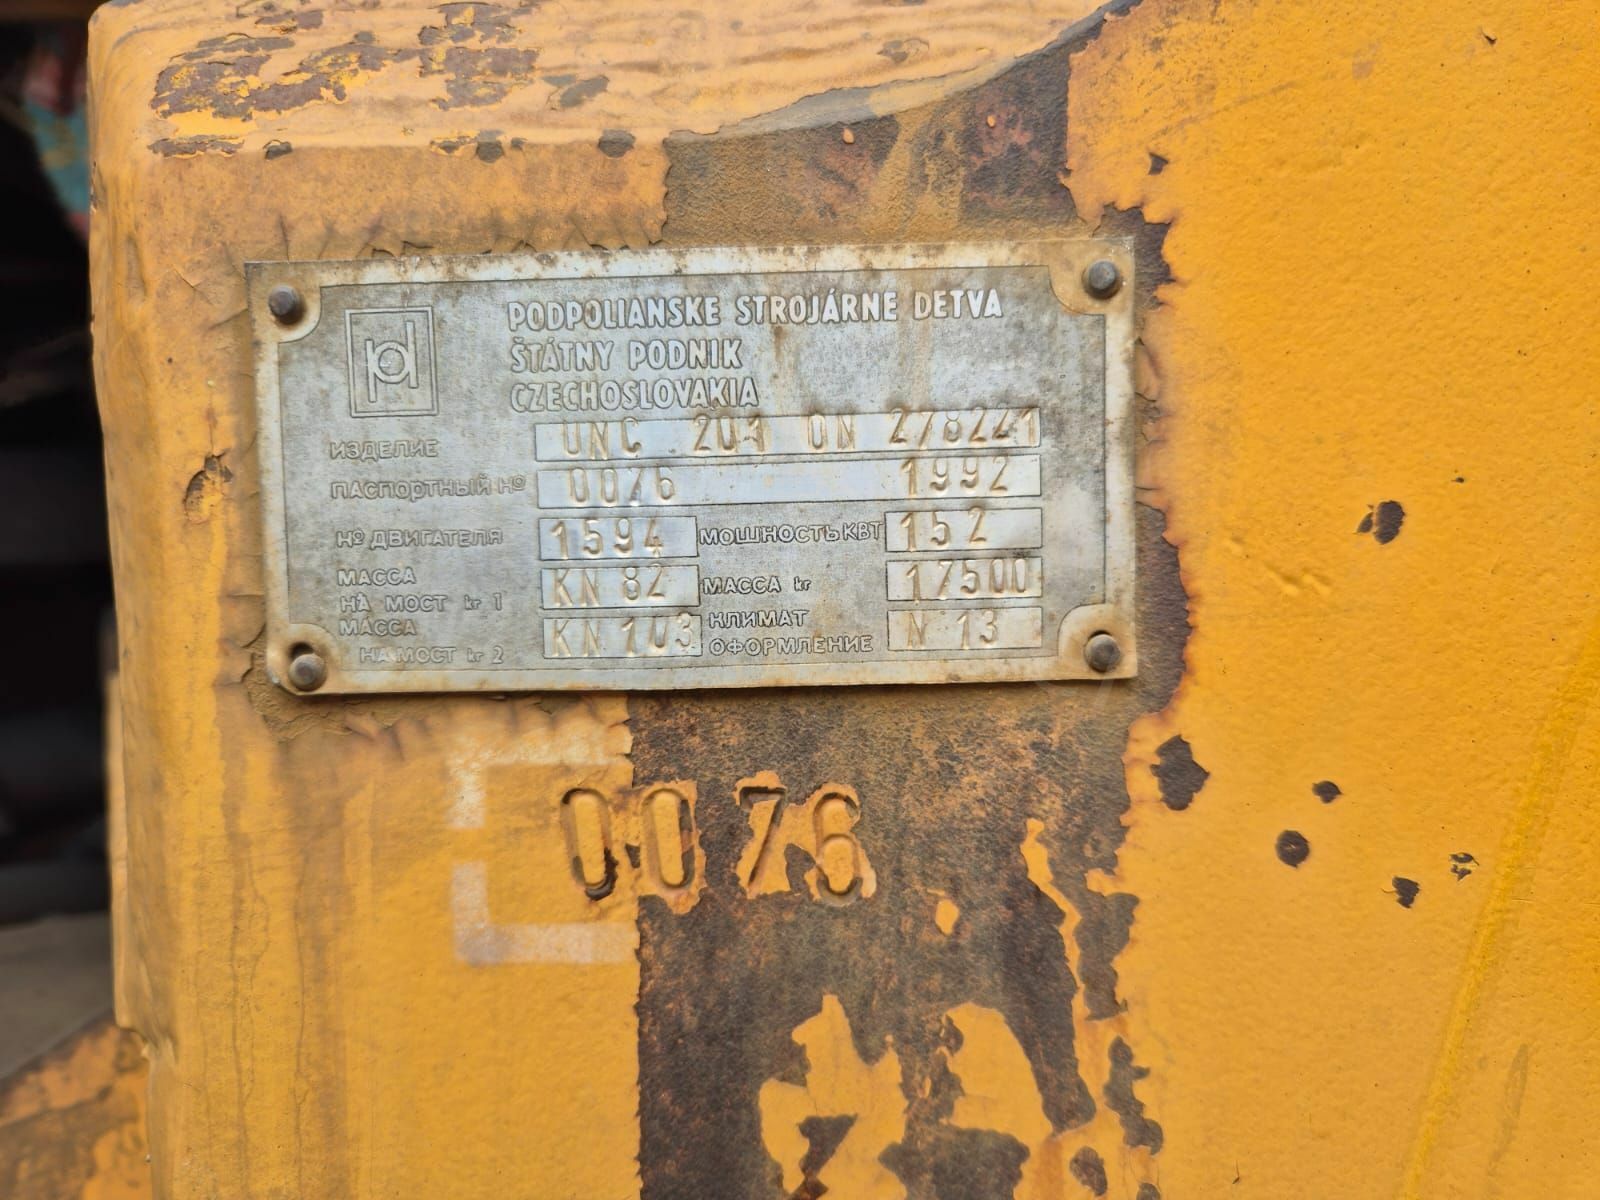 pd
PODPOLIANSKE STROJÁRNE DETVA
ŠTÁTNY PODNIK
CZECHOSLOVAKIA
ИЗДЕЛИЕ UNC 201 ON 278221
ПАСПОРТНЫЙ № 0076 1992
№ ДВИГАТЕЛЯ 1594 МОЩНОСТЬ КВТ 152
МАССА
НА МОСТ kr 1 KN 82 МАССА kr 17500
МАССА
НА МОСТ kr 2 KN 103 КЛИМАТ
ОФОРМЛЕНИЕ N 13
0076